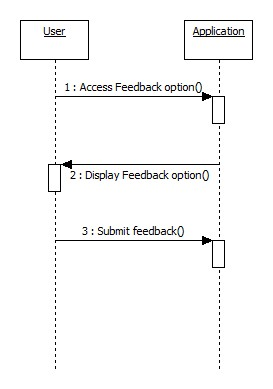 User
Application
1 : Access Feedback option()
2 : Display Feedback option()
3 : Submit feedback()